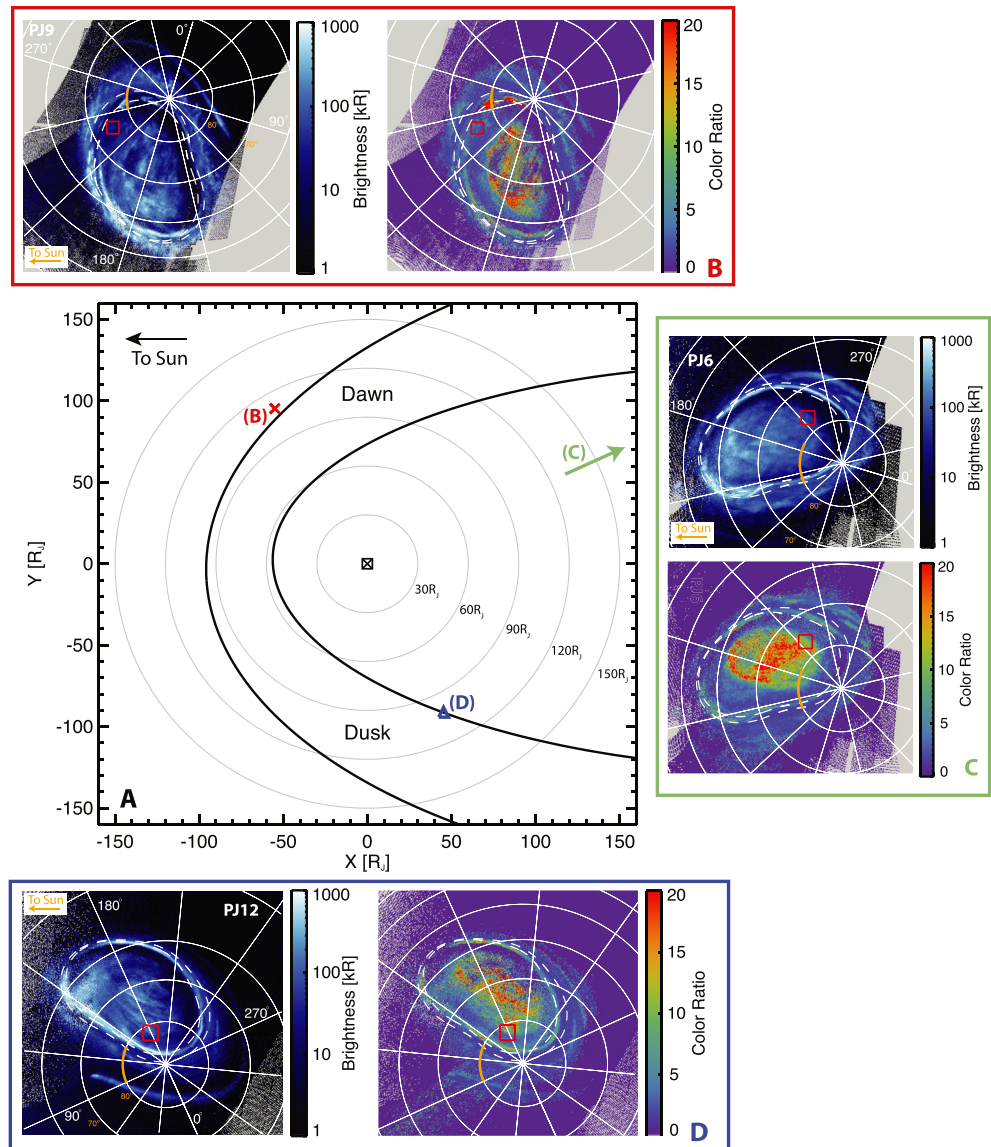 PJ9
0°
270°
90°
80°
70°
180°
To Sun
1000
100
10
1
Brightness [kR]
20
15
10
5
0
Color Ratio
B
To Sun
150
100
50
0
-50
-100
-150
Y [RJ]
Dawn
(B)
(C)
30RJ
60RJ
90RJ
120RJ
150RJ
(D)
Dusk
A
-150 -100 -50 0 50 100 150
X [RJ]
PJ6
270°
180°
0°
80°
70°
To Sun
1000
100
10
1
Brightness [kR]
20
15
10
5
0
Color Ratio
C
To Sun
180°
PJ12
270°
90°
80°
70°
0°
1000
100
10
1
Brightness [kR]
20
15
10
5
0
Color Ratio
D